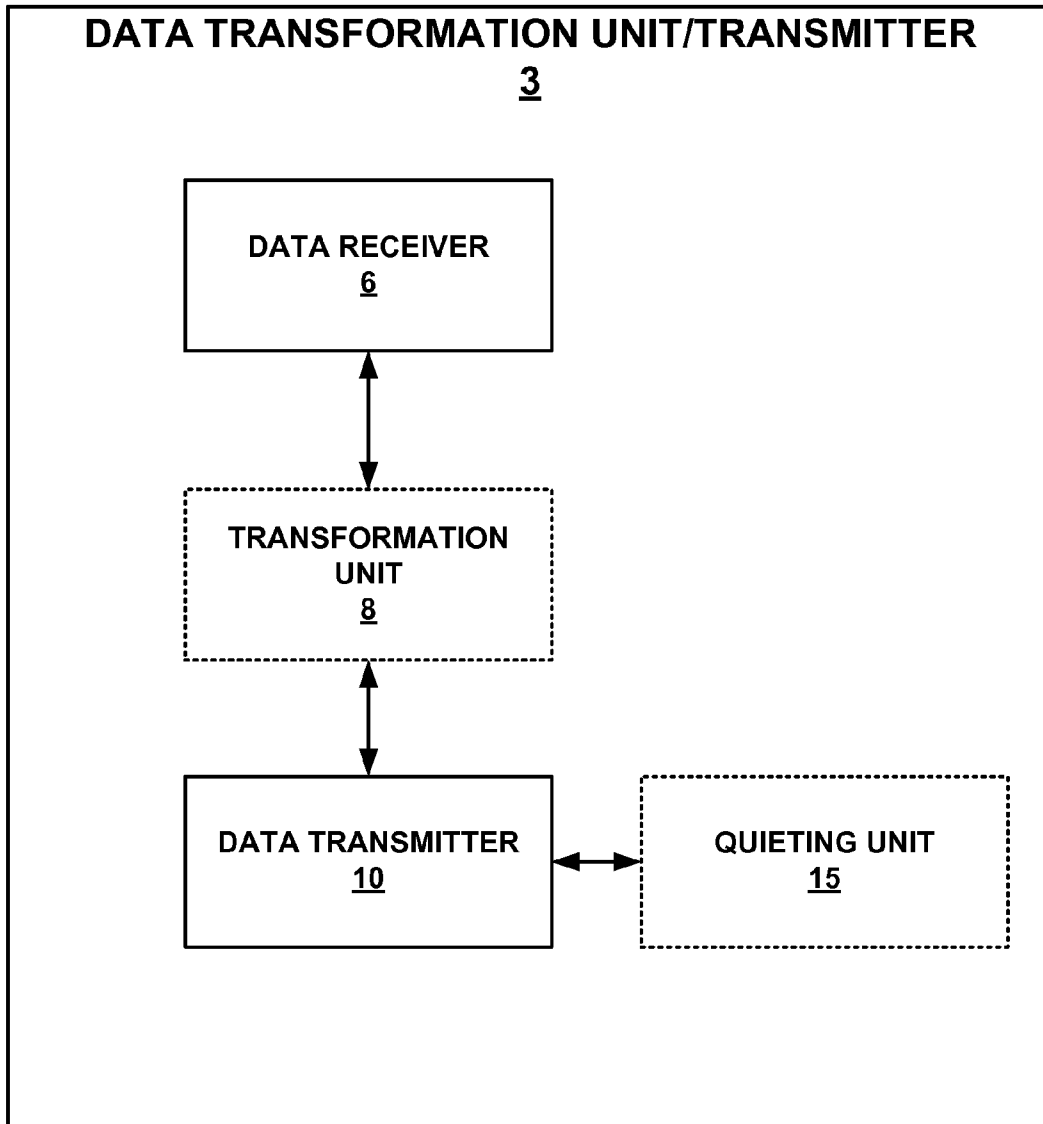 DATA TRANSFORMATION UNIT/TRANSMITTER
3
DATA RECEIVER
6
TRANSFORMATION
UNIT
8
DATA TRANSMITTER
10
QUIETING UNIT
15